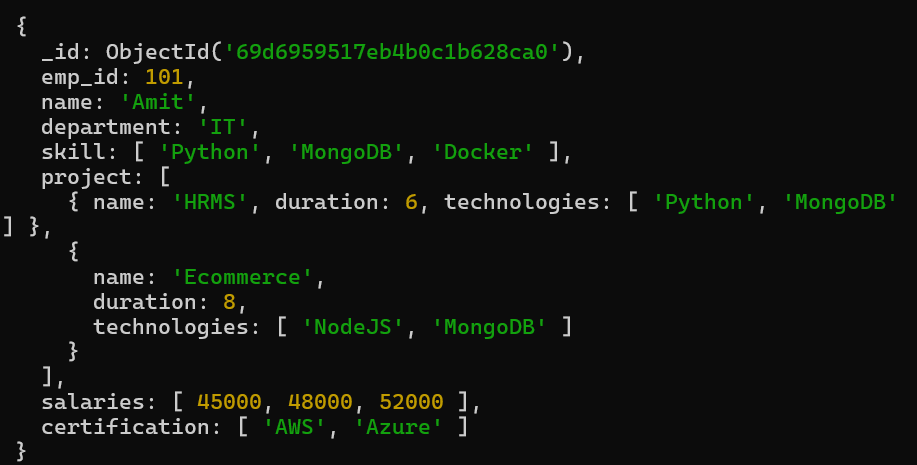 {
_id: ObjectId('69d6959517eb4b0c1b628ca0'),
emp_id: 101,
name: 'Amit',
department: 'IT',
skill: [ 'Python', 'MongoDB', 'Docker' ],
project: [
{ name: 'HRMS', duration: 6, technologies: [ 'Python', 'MongoDB'
] },
{
name: 'Ecommerce',
duration: 8,
technologies: [ 'NodeJS', 'MongoDB' ]
}
],
salaries: [ 45000, 48000, 52000 ],
certification: [ 'AWS', 'Azure' ]
}